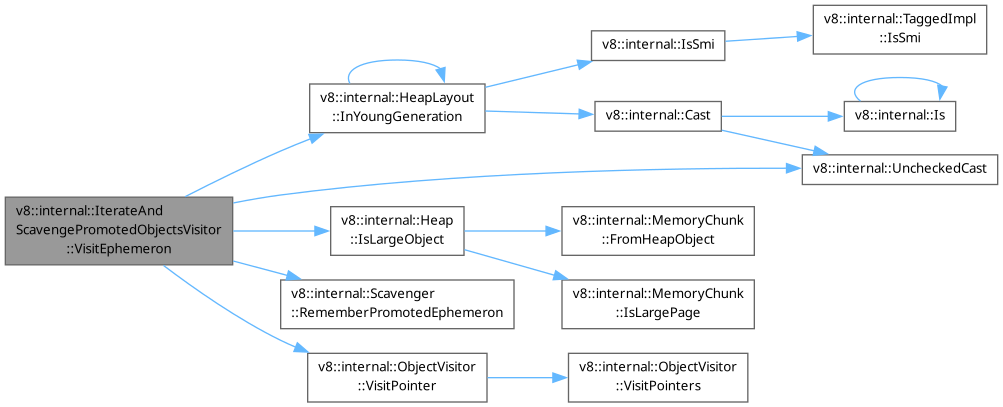 v8::internal::TaggedImpl
::IsSmi
v8::internal::IsSmi
v8::internal::HeapLayout
::InYoungGeneration
v8::internal::Cast
v8::internal::Is
v8::internal::UncheckedCast
v8::internal::IterateAnd
ScavengePromotedObjectsVisitor
::VisitEphemeron
v8::internal::Heap
::IsLargeObject
v8::internal::MemoryChunk
::FromHeapObject
v8::internal::Scavenger
::RememberPromotedEphemeron
v8::internal::MemoryChunk
::IsLargePage
v8::internal::ObjectVisitor
::VisitPointer
v8::internal::ObjectVisitor
::VisitPointers